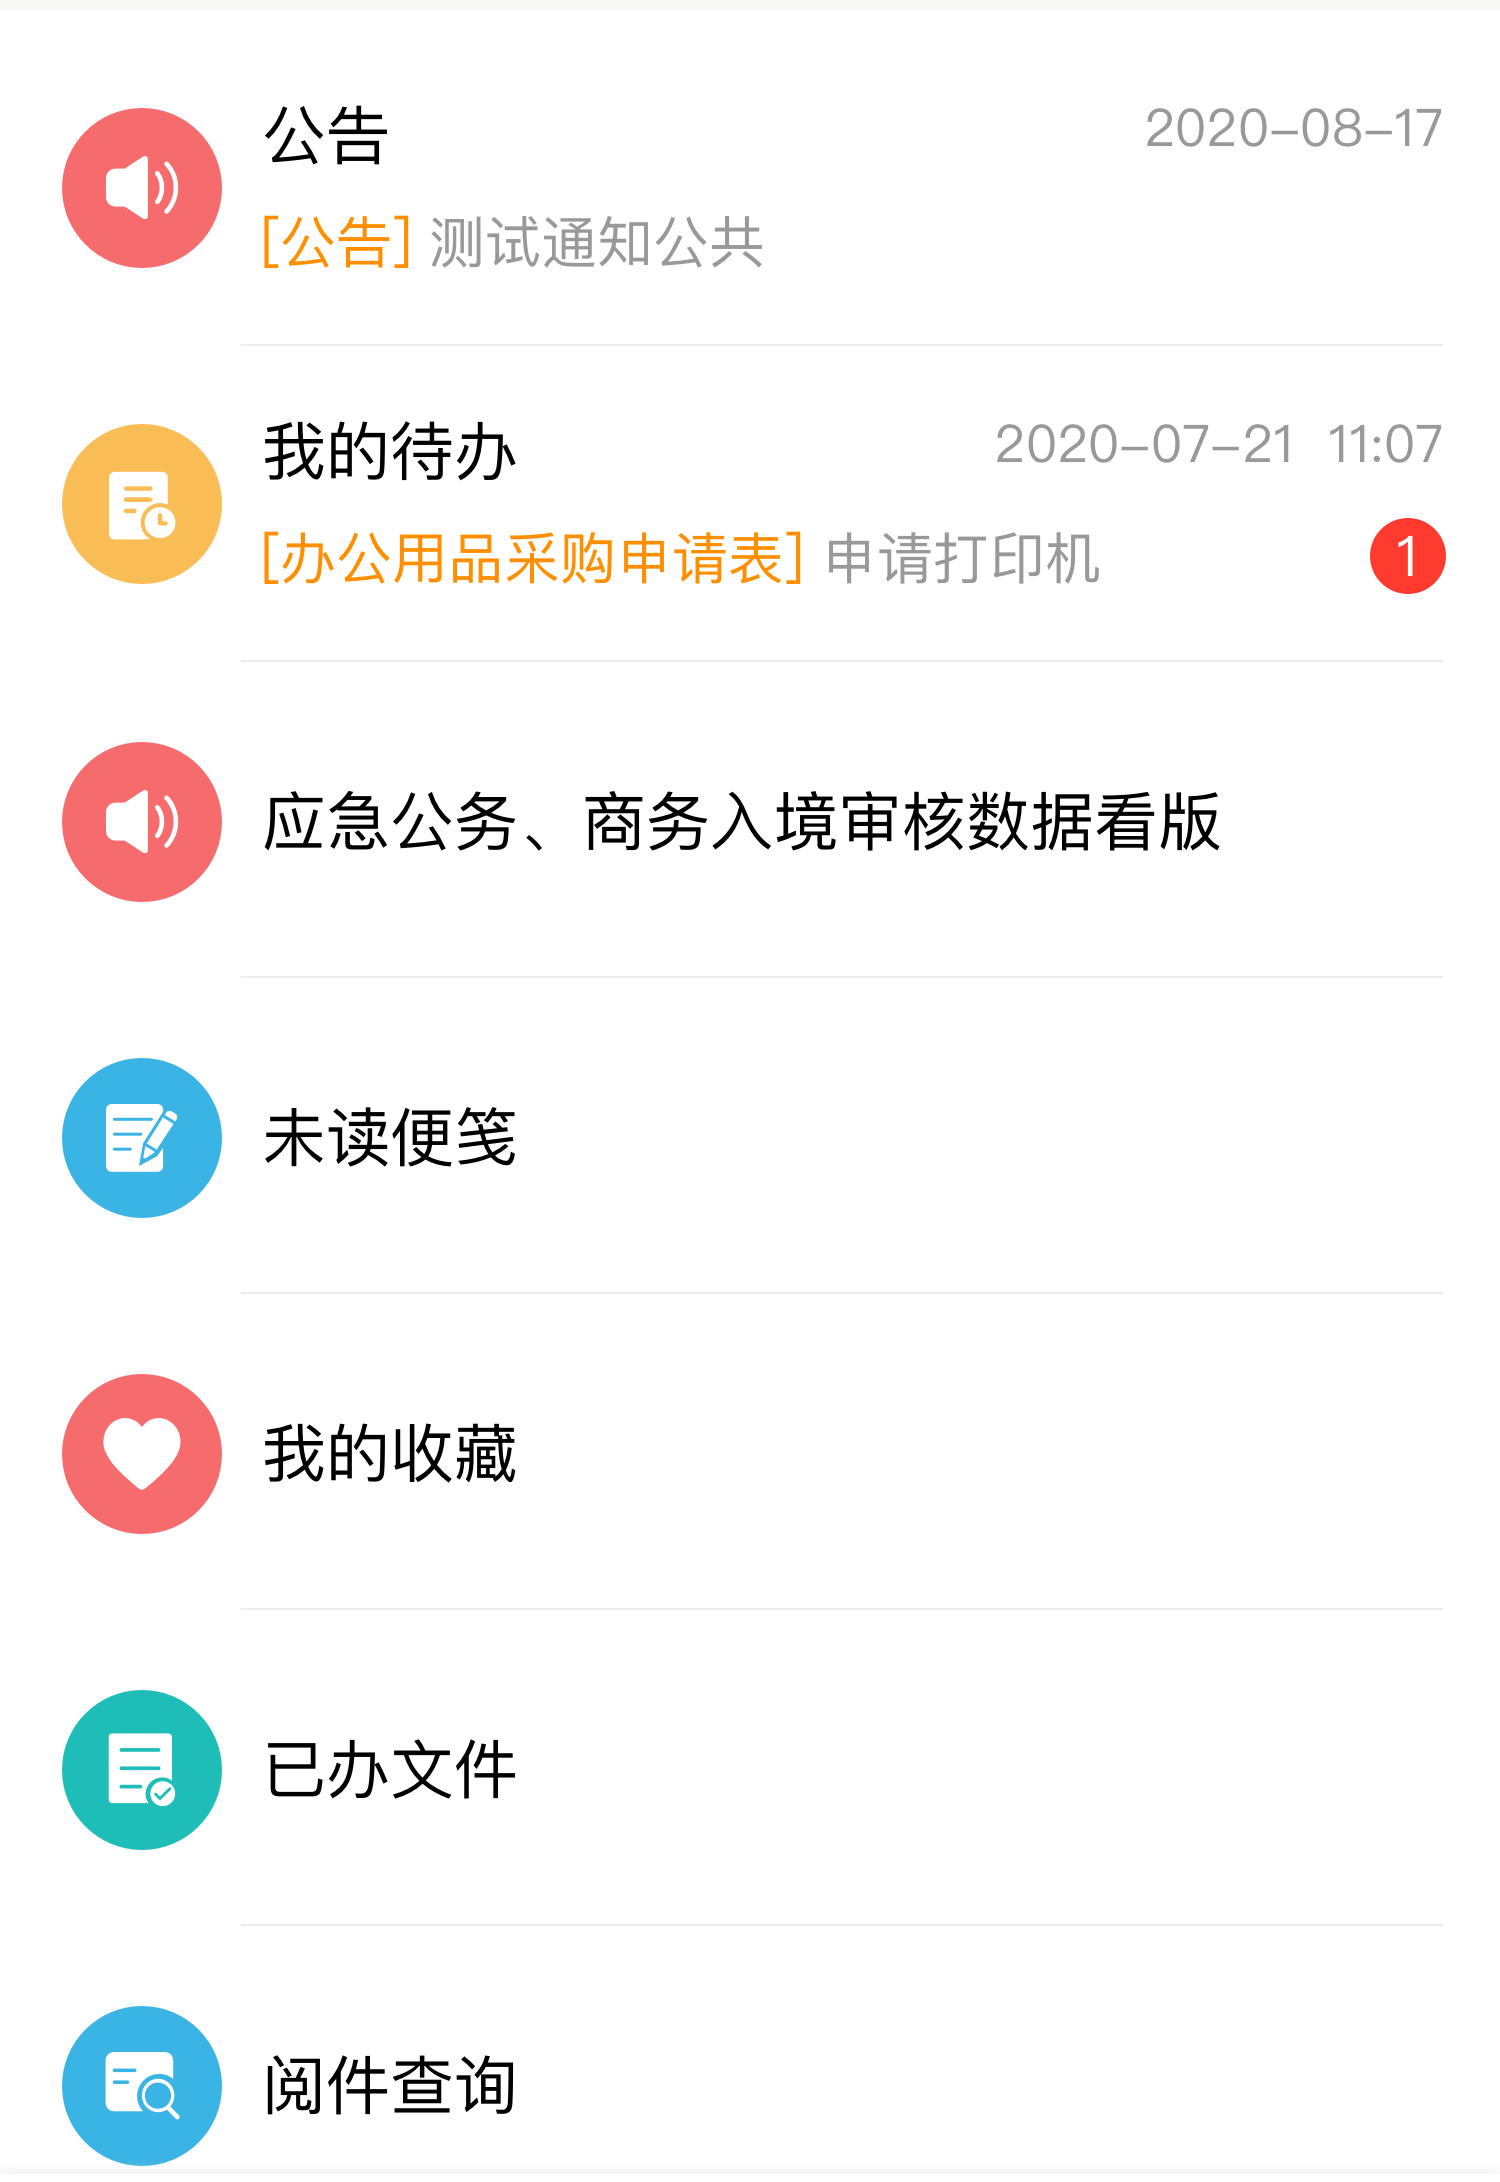 公告
2020-08-17
[公告] 测试通知公共
我的待办
2020-07-21 11:07
[办公用品采购申请表] 申请打印机
1
应急公务、商务入境审核数据看版
未读便笺
我的收藏
已办文件
阅件查询